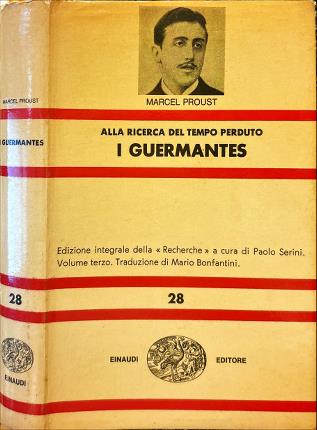 MARCEL PROUST
I GUERMANTES
28
EINAUDI
MARCEL PROUST
ALLA RICERCA DEL TEMPO PERDUTO
I GUERMANTES
Edizione integrale della «Recherche» a cura di Paolo Serini.
Volume terzo. Traduzione di Mario Bonfantini.
28
EINAUDI EDITORE